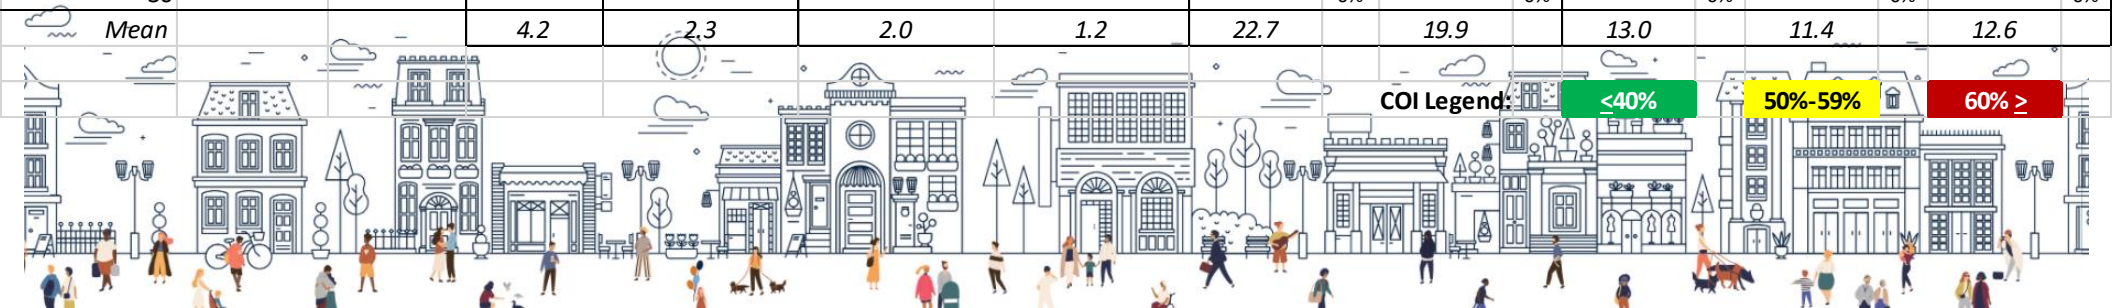 Mean 4.2 2.3 2.0 1.2 22.7 19.9 13.0 11.4 12.6
COI Legend: ≤40% 50%-59% 60% ≥